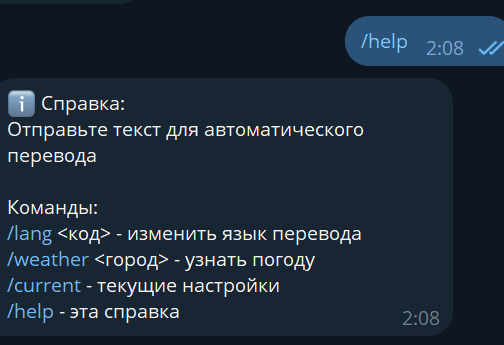 /help 2:08
ℹ️ Справка:
Отправьте текст для автоматического
перевода
Команды:
/lang <код> - изменить язык перевода
/weather <город> - узнать погоду
/current - текущие настройки
/help - эта справка
2:08